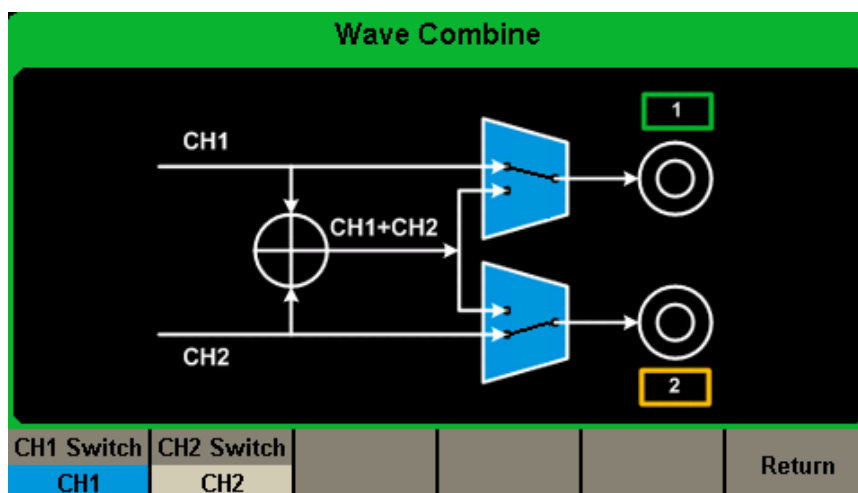 Wave Combine
1
CH1
CH1+CH2
CH2
2
CH1 Switch CH2 Switch
CH1 CH2 Return